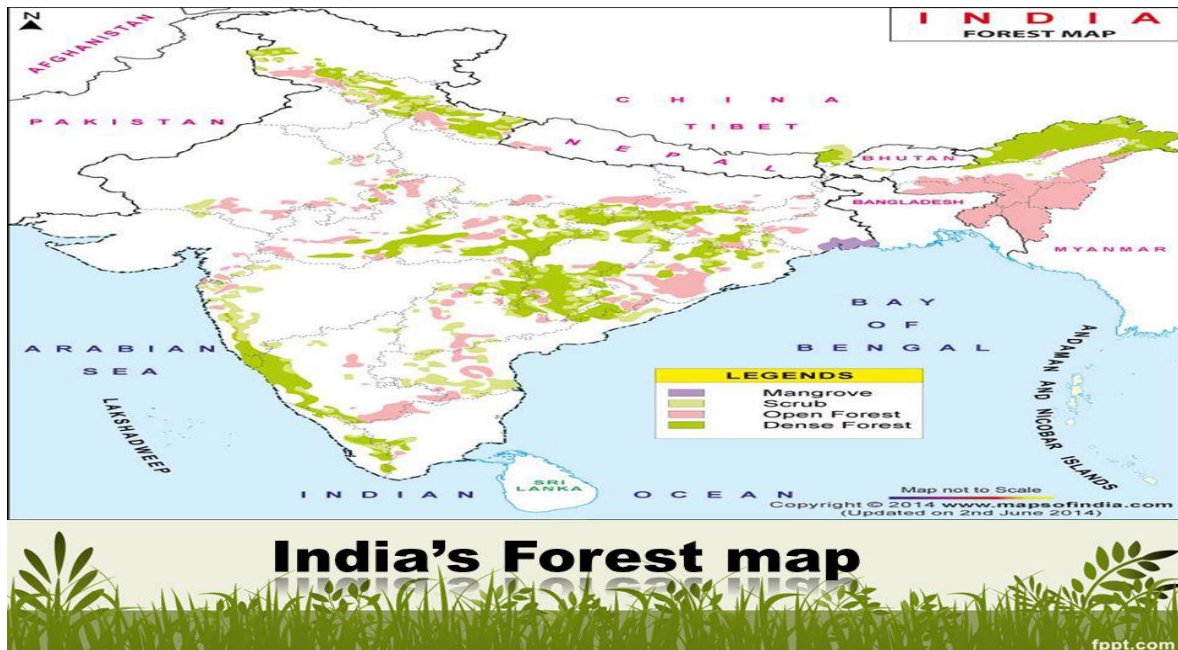 N
INDIA
FOREST MAP
AFGHANISTAN
PAKISTAN
CHINA
TIBET
NEPAL
BHUTAN
BANGLADESH
MYANMAR
ARABIAN
SEA
BAY
OF
BENGAL
LAKSHADWEEP
ANDAMAN AND NICOBAR ISLANDS
LEGENDS
Mangrove
Scrub
Open Forest
Dense Forest
SRI
LANKA
INDIAN OCEAN
Map not to Scale
Copyright © 2014 www.mapsofindia.com
(Updated on 2nd June 2014)
India's Forest map
fppt.com